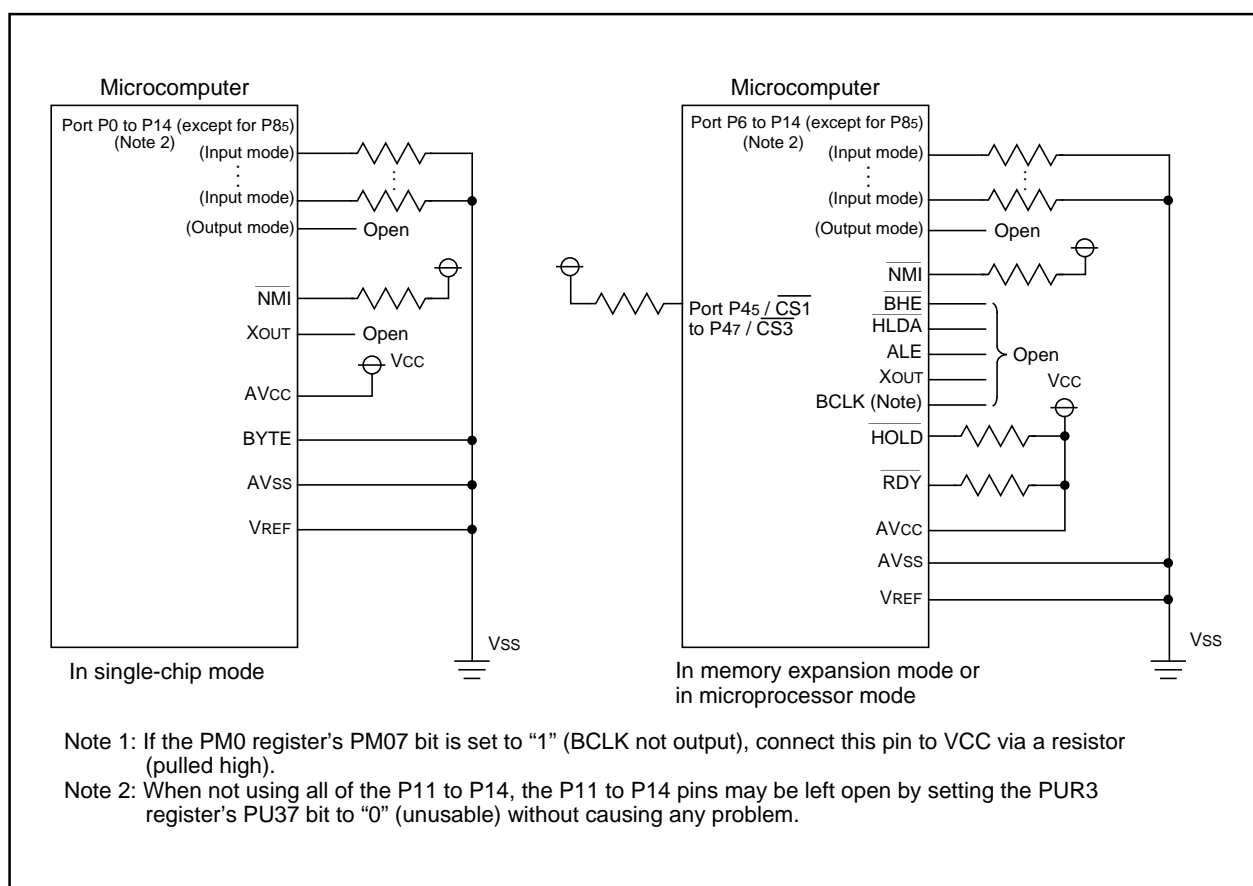 Microcomputer
Port P0 to P14 (except for P85)
(Note 2)
(Input mode)
(Input mode)
(Output mode)
Open
NMI
XOUT
Open
VCC
AVCC
BYTE
AVSS
VREF
VSS
In single-chip mode
Microcomputer
Port P6 to P14 (except for P85)
(Note 2)
(Input mode)
(Input mode)
(Output mode)
Open
NMI
Port P45 / CS1
to P47 / CS3
BHE
HLDA
ALE
XOUT
BCLK (Note)
Open
VCC
HOLD
RDY
AVCC
AVSS
VREF
VSS
In memory expansion mode or
in microprocessor mode
Note 1: If the PM0 register's PM07 bit is set to “1” (BCLK not output), connect this pin to VCC via a resistor
(pulled high).
Note 2: When not using all of the P11 to P14, the P11 to P14 pins may be left open by setting the PUR3
register's PU37 bit to “0” (unusable) without causing any problem.